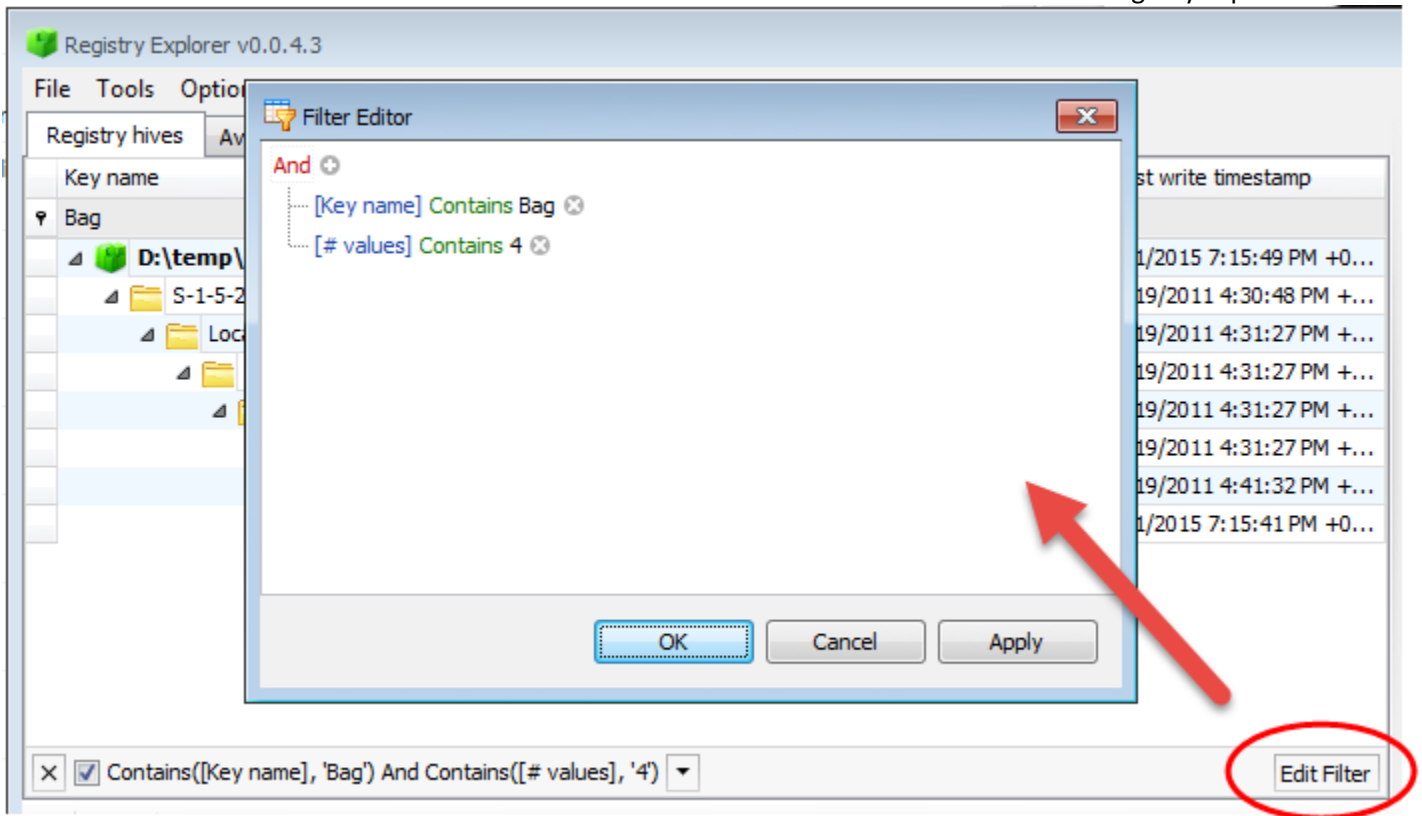 Registry Explorer v0.0.4.3
File Tools
Filter Editor
Registry hives
And
Key name
[Key name] Contains Bag
Bag
[# values] Contains 4
write timestamp
D:\temp\
1/2015 7:15:49 PM +0...
S-1-5-2
19/2011 4:30:48 PM +...
19/2011 4:31:27 PM +...
19/2011 4:31:27 PM +...
19/2011 4:31:27 PM +...
19/2011 4:31:27 PM +...
19/2011 4:41:32 PM +...
1/2015 7:15:41 PM +0...
OK Cancel Apply
Contains([Key name], 'Bag') And Contains([# values], '4')
Edit Filter